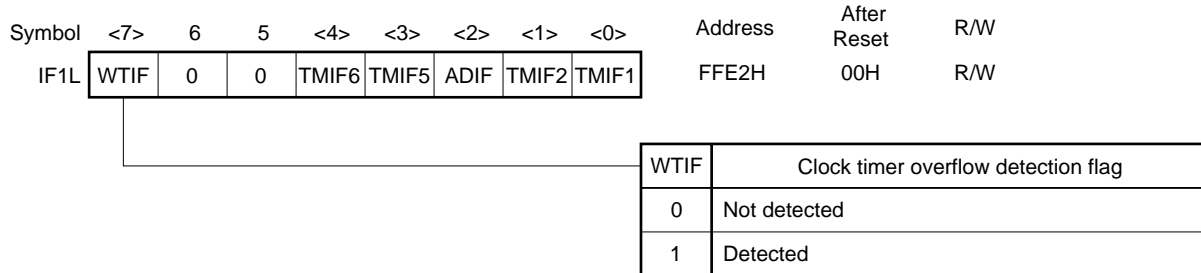 Symbol <7> 6 5 <4> <3> <2> <1> <0> Address After Reset R/W
IF1L WTIF 0 0 TMIF6 TMIF5 ADIF TMIF2 TMIF1 FFE2H 00H R/W
WTIF Clock timer overflow detection flag
0 Not detected
1 Detected